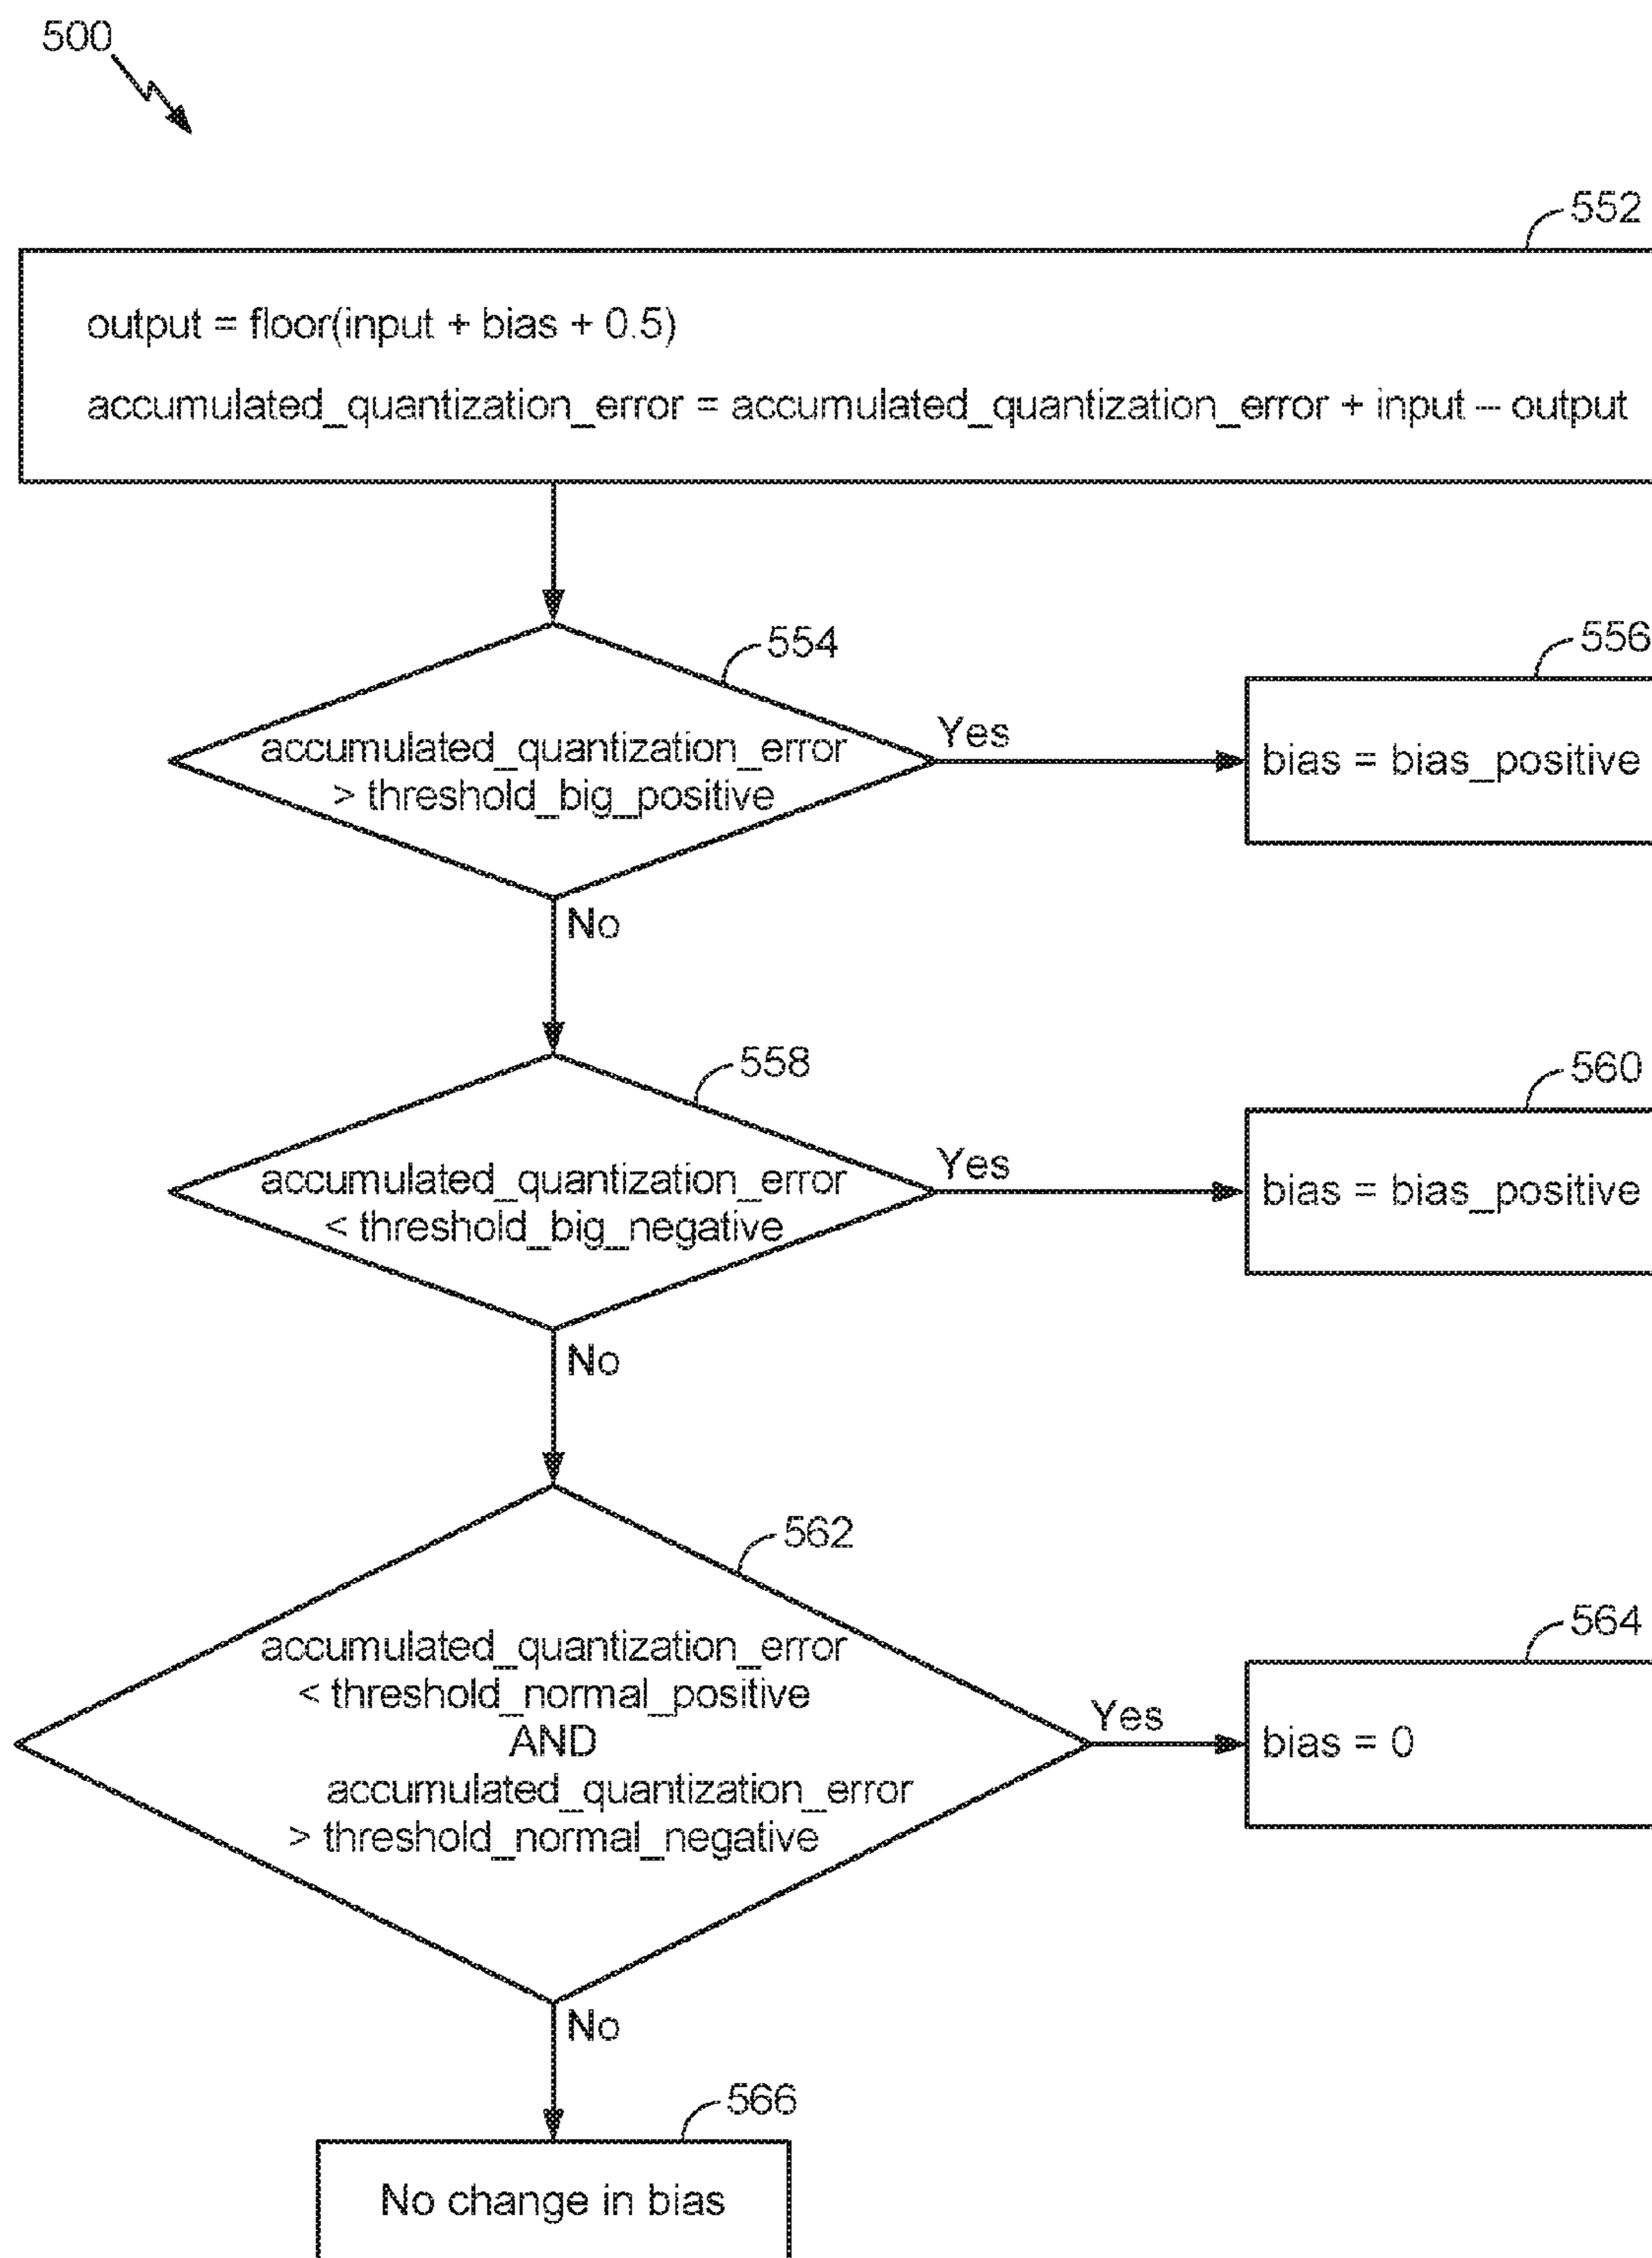 500
552
output = floor(input + bias + 0.5)
accumulated_quantization_error = accumulated_quantization_error + input – output
554
556
accumulated_quantization_error
> threshold_big_positive
Yes
bias = bias_positive
No
558
560
accumulated_quantization_error
< threshold_big_negative
Yes
bias = bias_positive
No
562
564
accumulated_quantization_error
< threshold_normal_positive
AND
accumulated_quantization_error
> threshold_normal_negative
Yes
bias = 0
No
566
No change in bias